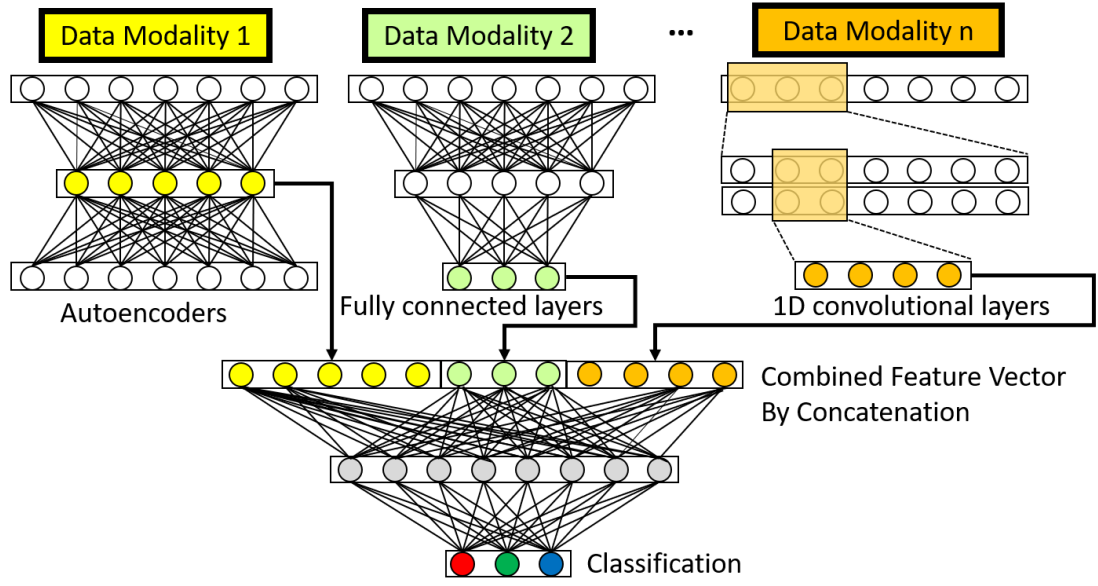 Data Modality 1
Data Modality 2
...
Data Modality n
Autoencoders
Fully connected layers
1D convolutional layers
Combined Feature Vector
By Concatenation
Classification